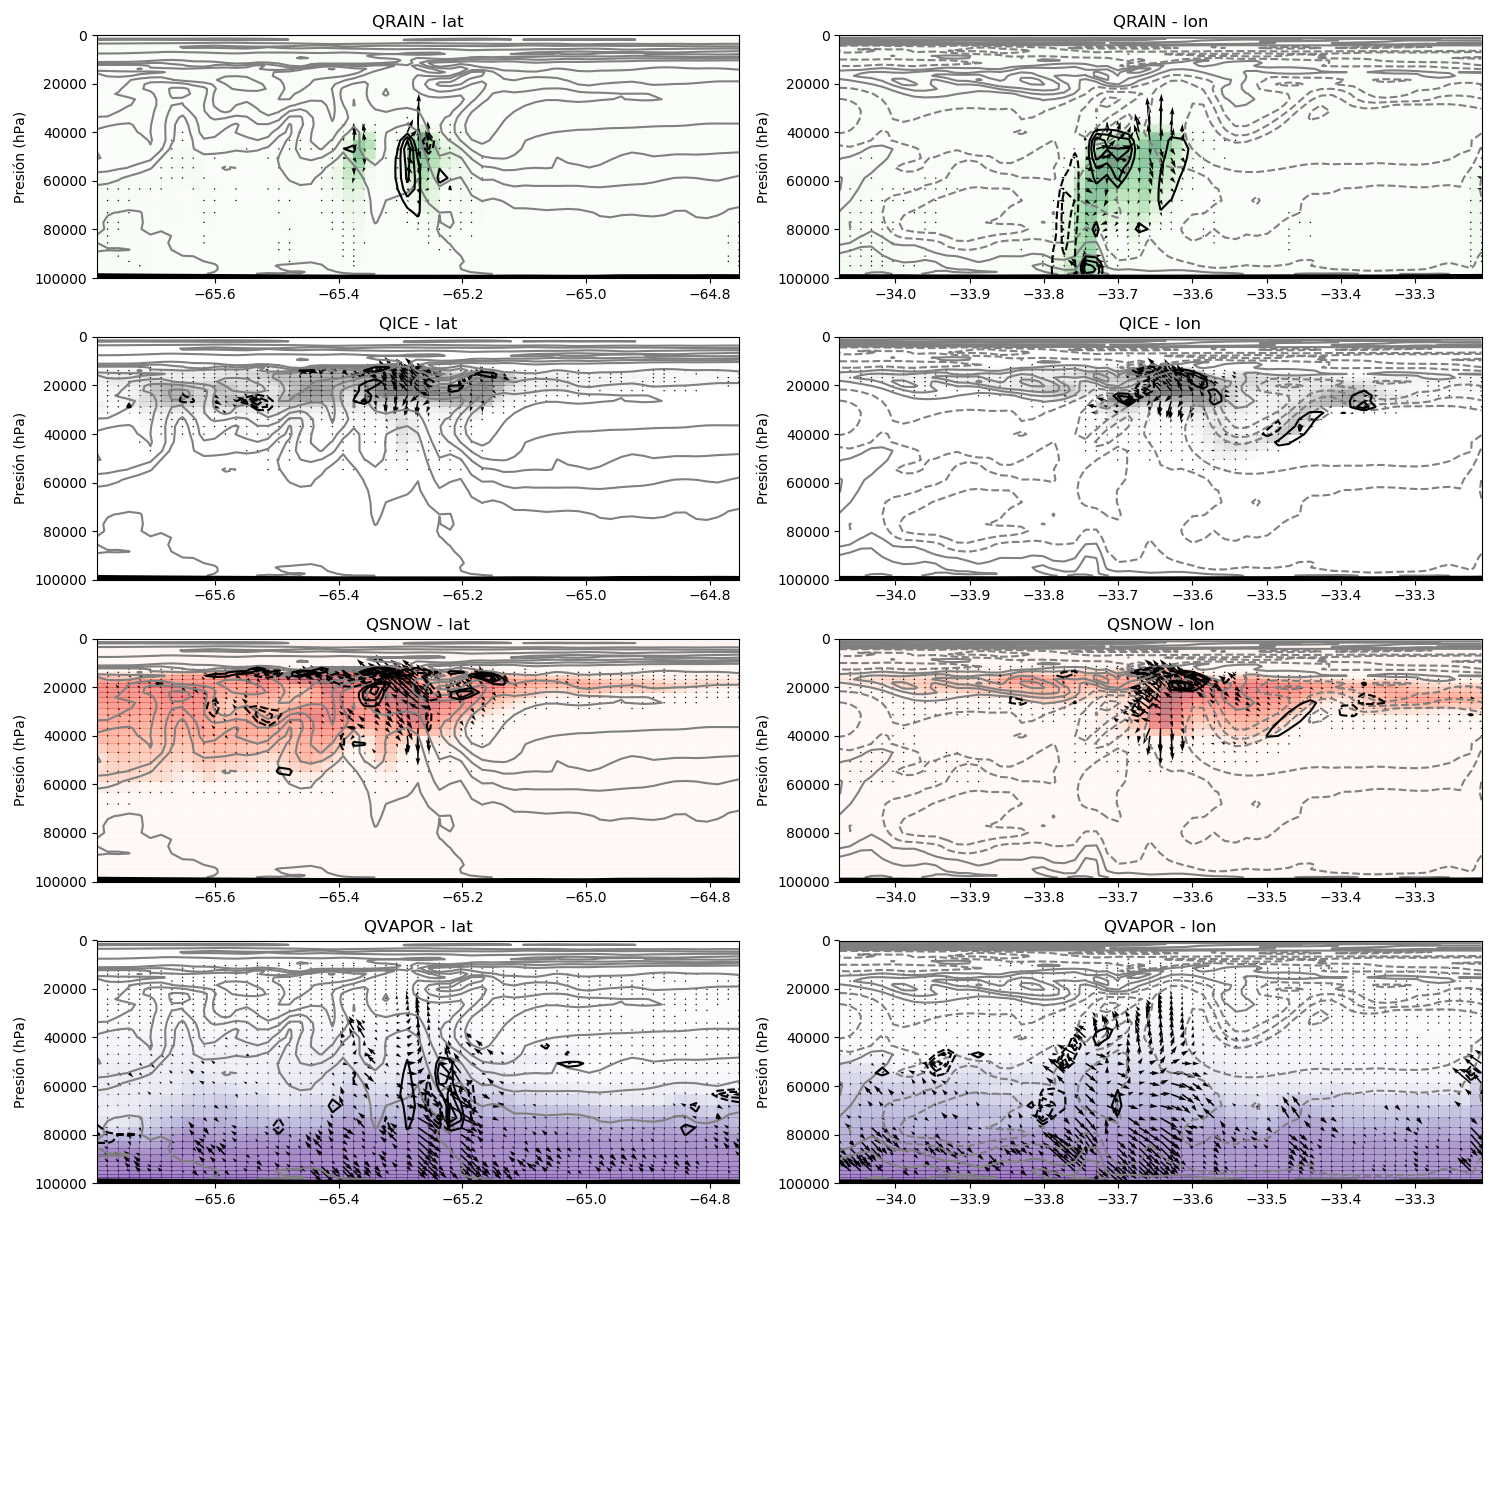 QRAIN - lat
QRAIN - lon
0
20000
40000
60000
80000
100000
Presión (hPa)
−65.6 −65.4 −65.2 −65.0 −64.8
0
20000
40000
60000
80000
100000
Presión (hPa)
−34.0 −33.9 −33.8 −33.7 −33.6 −33.5 −33.4 −33.3
QICE - lat
QICE - lon
0
20000
40000
60000
80000
100000
Presión (hPa)
−65.6 −65.4 −65.2 −65.0 −64.8
0
20000
40000
60000
80000
100000
Presión (hPa)
−34.0 −33.9 −33.8 −33.7 −33.6 −33.5 −33.4 −33.3
QSNOW - lat
QSNOW - lon
0
20000
40000
60000
80000
100000
Presión (hPa)
−65.6 −65.4 −65.2 −65.0 −64.8
0
20000
40000
60000
80000
100000
Presión (hPa)
−34.0 −33.9 −33.8 −33.7 −33.6 −33.5 −33.4 −33.3
QVAPOR - lat
QVAPOR - lon
0
20000
40000
60000
80000
100000
Presión (hPa)
−65.6 −65.4 −65.2 −65.0 −64.8
0
20000
40000
60000
80000
100000
Presión (hPa)
−34.0 −33.9 −33.8 −33.7 −33.6 −33.5 −33.4 −33.3